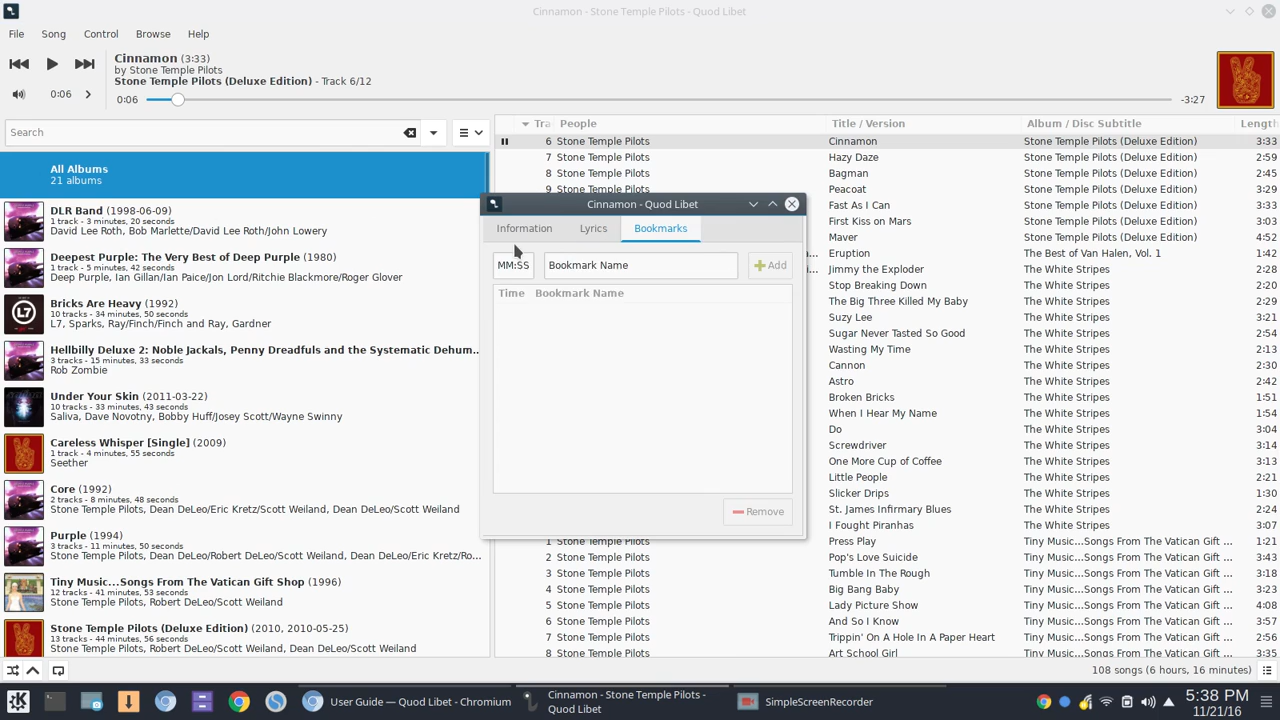 Cinnamon - Stone Temple Pilots - Quod Libet
File Song Control Browse Help
Cinnamon (3:33)
by Stone Temple Pilots
Stone Temple Pilots (Deluxe Edition) - Track 6/12
0:06 0:06 -3:27
Search
All Albums
21 albums
DLR Band (1998-06-09)
1 track - 3 minutes, 20 seconds
David Lee Roth, Bob Marlette/David Lee Roth/John Lowery
Deepest Purple: The Very Best of Deep Purple (1980)
1 track - 5 minutes, 42 seconds
Deep Purple, Ian Gillan/Ian Paice/Jon Lord/Ritchie Blackmore/Roger Glover
Bricks Are Heavy (1992)
10 tracks - 34 minutes, 50 seconds
L7, Sparks, Ray/Finch/Finch and Ray, Gardner
Hellbilly Deluxe 2: Noble Jackals, Penny Dreadfuls and the Systematic Dehum..
3 tracks - 15 minutes, 33 seconds
Rob Zombie
Under Your Skin (2011-03-22)
10 tracks - 33 minutes, 43 seconds
Saliva, Dave Novotny, Bobby Huff/Josey Scott/Wayne Swinny
Careless Whisper [Single] (2009)
1 track - 4 minutes, 55 seconds
Seether
Core (1992)
2 tracks - 8 minutes, 48 seconds
Stone Temple Pilots, Dean DeLeo/Eric Kretz/Scott Weiland, Dean DeLeo/Scott Weiland
Purple (1994)
3 tracks - 11 minutes, 50 seconds
Stone Temple Pilots, Dean DeLeo/Robert DeLeo/Scott Weiland, Dean DeLeo/Eric Kretz/Ro...
Tiny Music...Songs From The Vatican Gift Shop (1996)
12 tracks - 41 minutes, 53 seconds
Stone Temple Pilots, Robert DeLeo/Scott Weiland
Stone Temple Pilots (Deluxe Edition) (2010, 2010-05-25)
13 tracks - 44 minutes, 56 seconds
Stone Temple Pilots, Robert DeLeo/Scott Weiland, Dean DeLeo/Scott Weiland
Tra People Title / Version Album / Disc Subtitle Length
6 Stone Temple Pilots Cinnamon Stone Temple Pilots (Deluxe Edition) 3:33
7 Stone Temple Pilots Hazy Daze Stone Temple Pilots (Deluxe Edition) 2:59
8 Stone Temple Pilots Bagman Stone Temple Pilots (Deluxe Edition) 2:45
9 Stone Temple Pilots Peacoat Stone Temple Pilots (Deluxe Edition) 3:29
Fast As I Can Stone Temple Pilots (Deluxe Edition) 3:33
First Kiss on Mars Stone Temple Pilots (Deluxe Edition) 3:03
Maver Stone Temple Pilots (Deluxe Edition) 4:52
... Eruption The Best of Van Halen, Vol. 1 1:42
... Jimmy the Exploder The White Stripes 2:29
Stop Breaking Down The White Stripes 2:20
The Big Three Killed My Baby The White Stripes 2:29
Suzy Lee The White Stripes 3:21
Sugar Never Tasted So Good The White Stripes 2:54
Wasting My Time The White Stripes 2:13
Cannon The White Stripes 2:30
Astro The White Stripes 2:42
Broken Bricks The White Stripes 1:51
When I Hear My Name The White Stripes 1:54
Do The White Stripes 3:04
Screwdriver The White Stripes 3:14
One More Cup of Coffee The White Stripes 3:13
Little People The White Stripes 2:21
Slicker Drips The White Stripes 1:30
St. James Infirmary Blues The White Stripes 2:24
I Fought Piranhas The White Stripes 3:07
1 Stone Temple Pilots Press Play Tiny Music...Songs From The Vatican Gift ... 1:21
2 Stone Temple Pilots Pop's Love Suicide Tiny Music...Songs From The Vatican Gift ... 3:43
3 Stone Temple Pilots Tumble In The Rough Tiny Music...Songs From The Vatican Gift ... 3:18
4 Stone Temple Pilots Big Bang Baby Tiny Music...Songs From The Vatican Gift ... 3:23
5 Stone Temple Pilots Lady Picture Show Tiny Music...Songs From The Vatican Gift ... 4:08
6 Stone Temple Pilots And So I Know Tiny Music...Songs From The Vatican Gift ... 3:57
7 Stone Temple Pilots Trippin' On A Hole In A Paper Heart Tiny Music...Songs From The Vatican Gift ... 2:56
8 Stone Temple Pilots Art School Girl Tiny Music...Songs From The Vatican Gift ... 3:35
Cinnamon - Quod Libet
Information Lyrics Bookmarks
MM:SS Bookmark Name Add
Time Bookmark Name
Remove
108 songs (6 hours, 16 minutes)
User Guide — Quod Libet - Chromium
Cinnamon - Stone Temple Pilots -
Quod Libet
SimpleScreenRecorder
5:38 PM
11/21/16